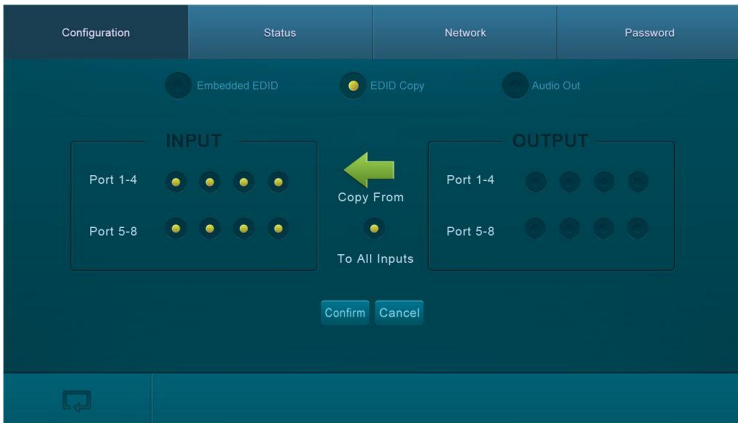 Configuration Status Network Password
Embedded EDID EDID Copy Audio Out
INPUT OUTPUT
Port 1-4 Port 1-4
Copy From
Port 5-8 Port 5-8
To All Inputs
Confirm Cancel